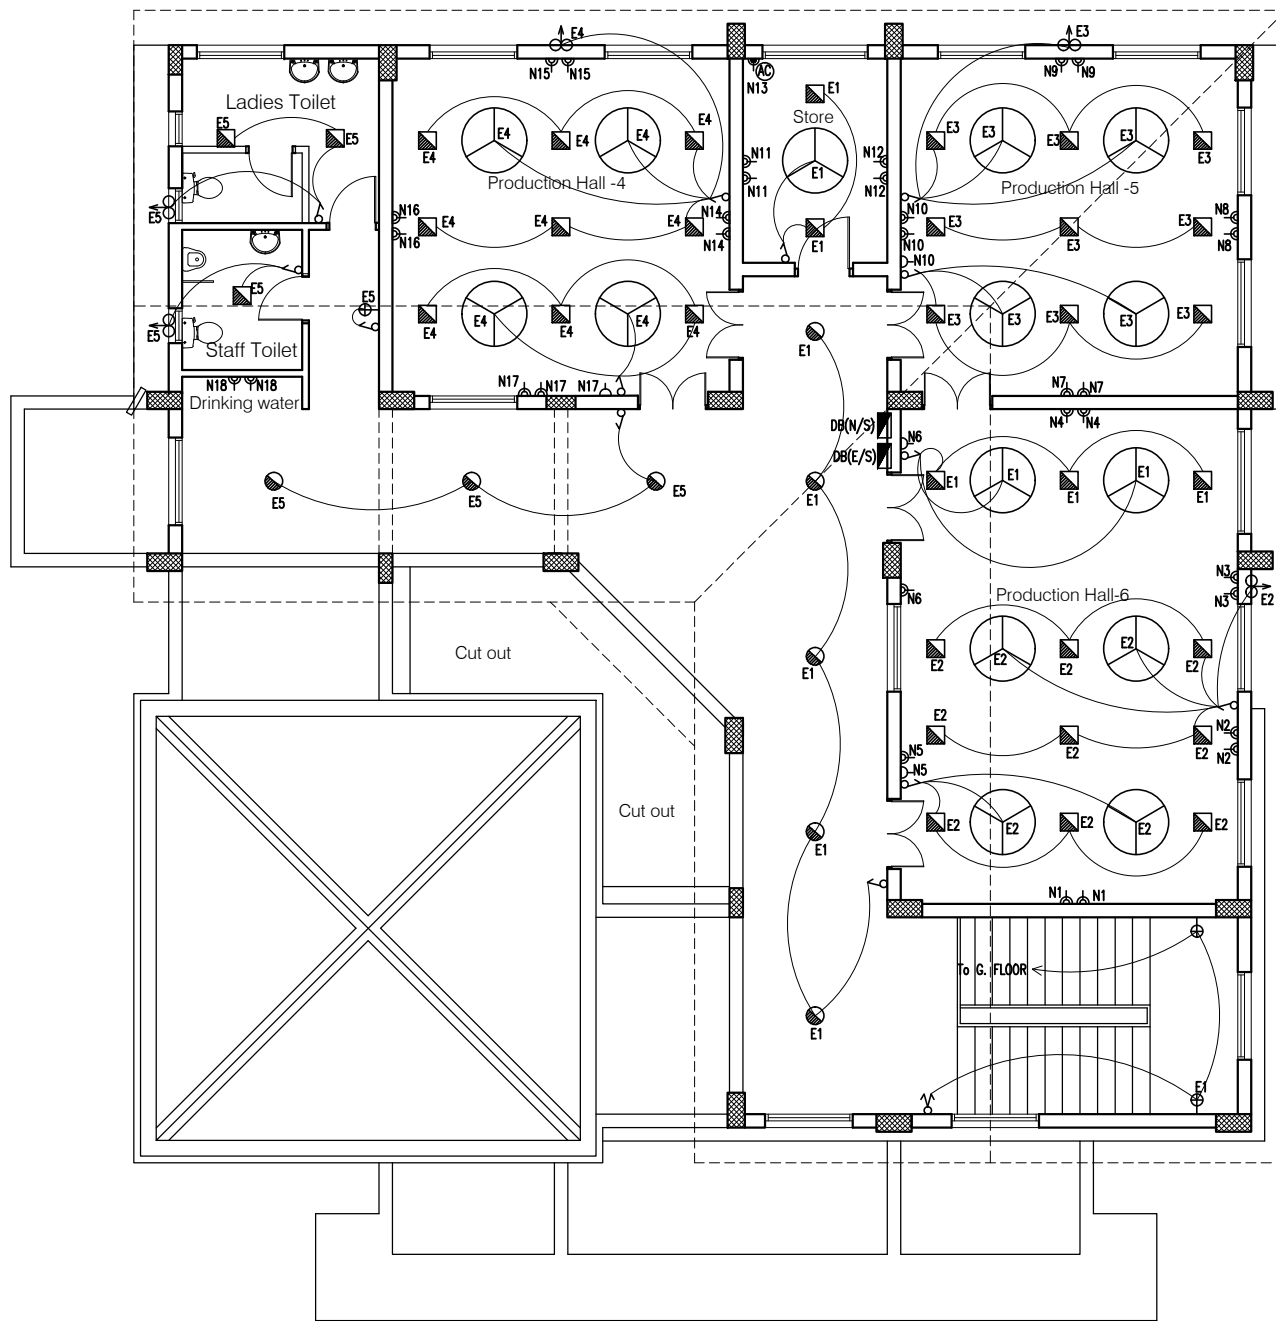 E4
E3
N15
N15
AC
N13
N9
N9
Ladies Toilet
E5
E5
E4
E4
Store
E1
E3
E3
E4
E4
E4
E4
E3
E3
E3
E3
N11
N12
E1
Production Hall -4
N11
N12
Production Hall -5
E5
N16
N14
N10
N8
N16
E4
E4
E4
N14
E1
E3
E3
E3
N10
N8
N10
E5
E5
E5
E4
E4
E4
E4
E4
E1
E3
E3
E3
E3
E3
Staff Toilet
N18
N18
N17
N17
N17
N7
N7
Drinking water
N4
N4
DB(N/S)
N6
DB(E/S)
E5
E5
E5
E1
E1
E1
E1
E1
E1
N3
N6
Production Hall-6
N3
E2
Cut out
E1
E2
E2
E2
E2
E2
E2
N2
E2
E2
N2
N5
N5
Cut out
E1
E2
E2
E2
E2
E2
N1
N1
To G. FLOOR
E1
E1